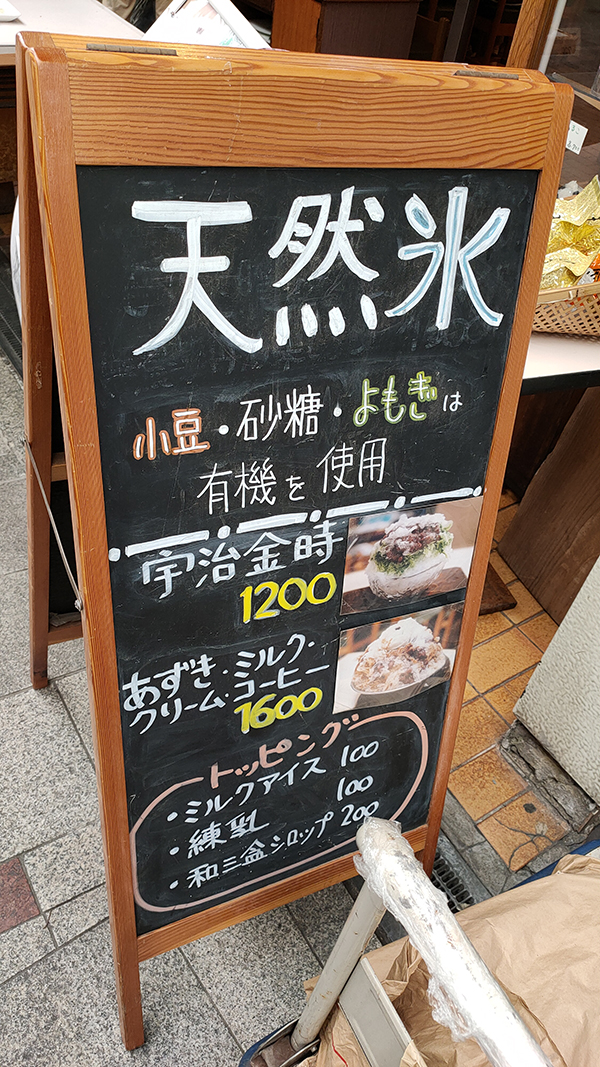 天然氷
小豆・砂糖・よもぎは
有機を使用
宇治金時
1200
あずき・ミルク・
クリーム・コーヒー
1600
トッピング
・ミルクアイス 100
・練乳 100
・和三盆シロップ 200